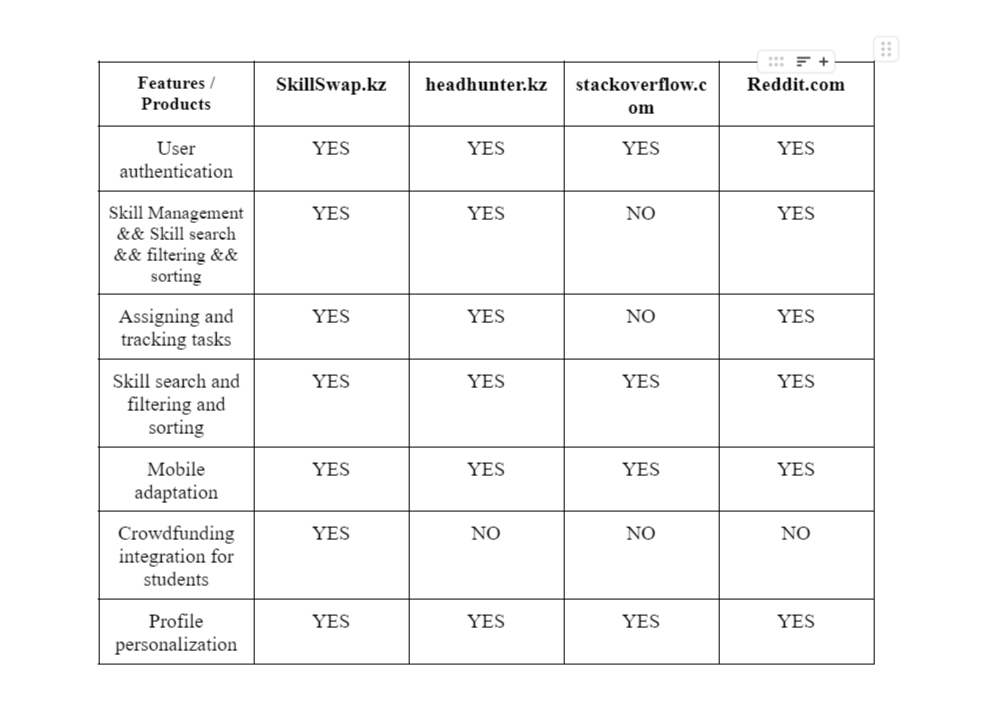 Features / SkillSwap.kz headhunter.kz stackoverflow.c Reddit.com
Products om
User YES YES YES YES
authentication
Skill Management YES YES NO YES
&& Skill search
&& filtering &&
sorting
Assigning and YES YES NO YES
tracking tasks
Skill search and YES YES YES YES
filtering and
sorting
Mobile YES YES YES YES
adaptation
Crowdfunding YES NO NO NO
integration for
students
Profile YES YES YES YES
personalization